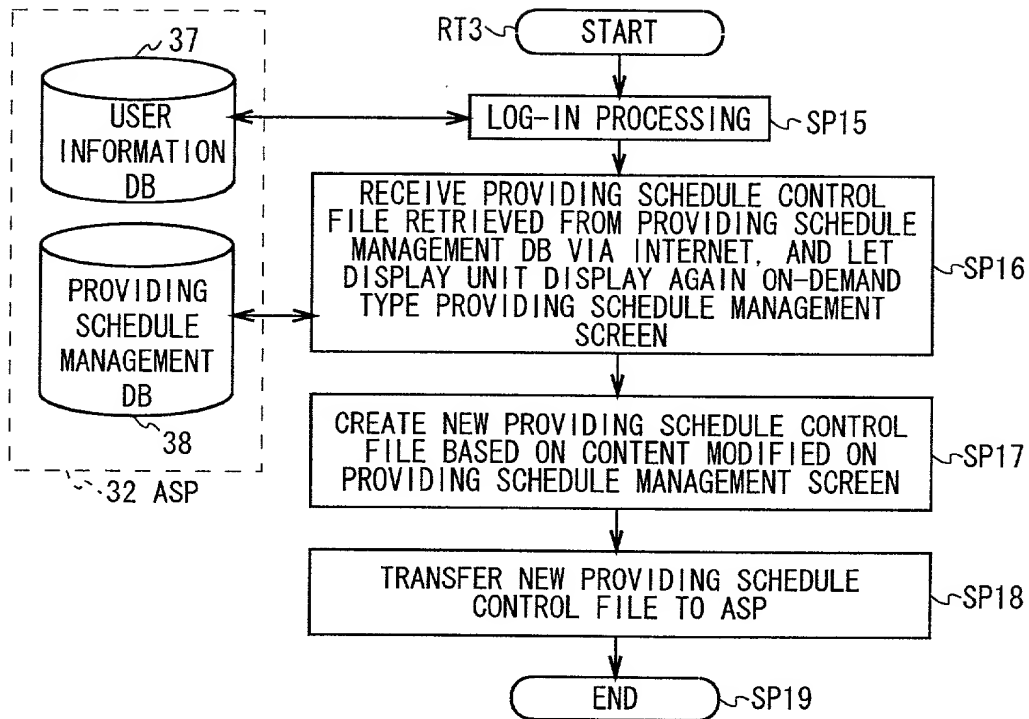 37
USER
INFORMATION
DB
PROVIDING
SCHEDULE
MANAGEMENT
DB
38
32 ASP
RT3
START
LOG-IN PROCESSING
SP15
RECEIVE PROVIDING SCHEDULE CONTROL
FILE RETRIEVED FROM PROVIDING SCHEDULE
MANAGEMENT DB VIA INTERNET, AND LET
DISPLAY UNIT DISPLAY AGAIN ON-DEMAND
TYPE PROVIDING SCHEDULE MANAGEMENT
SCREEN
SP16
CREATE NEW PROVIDING SCHEDULE CONTROL
FILE BASED ON CONTENT MODIFIED ON
PROVIDING SCHEDULE MANAGEMENT SCREEN
SP17
TRANSFER NEW PROVIDING SCHEDULE
CONTROL FILE TO ASP
SP18
END
SP19